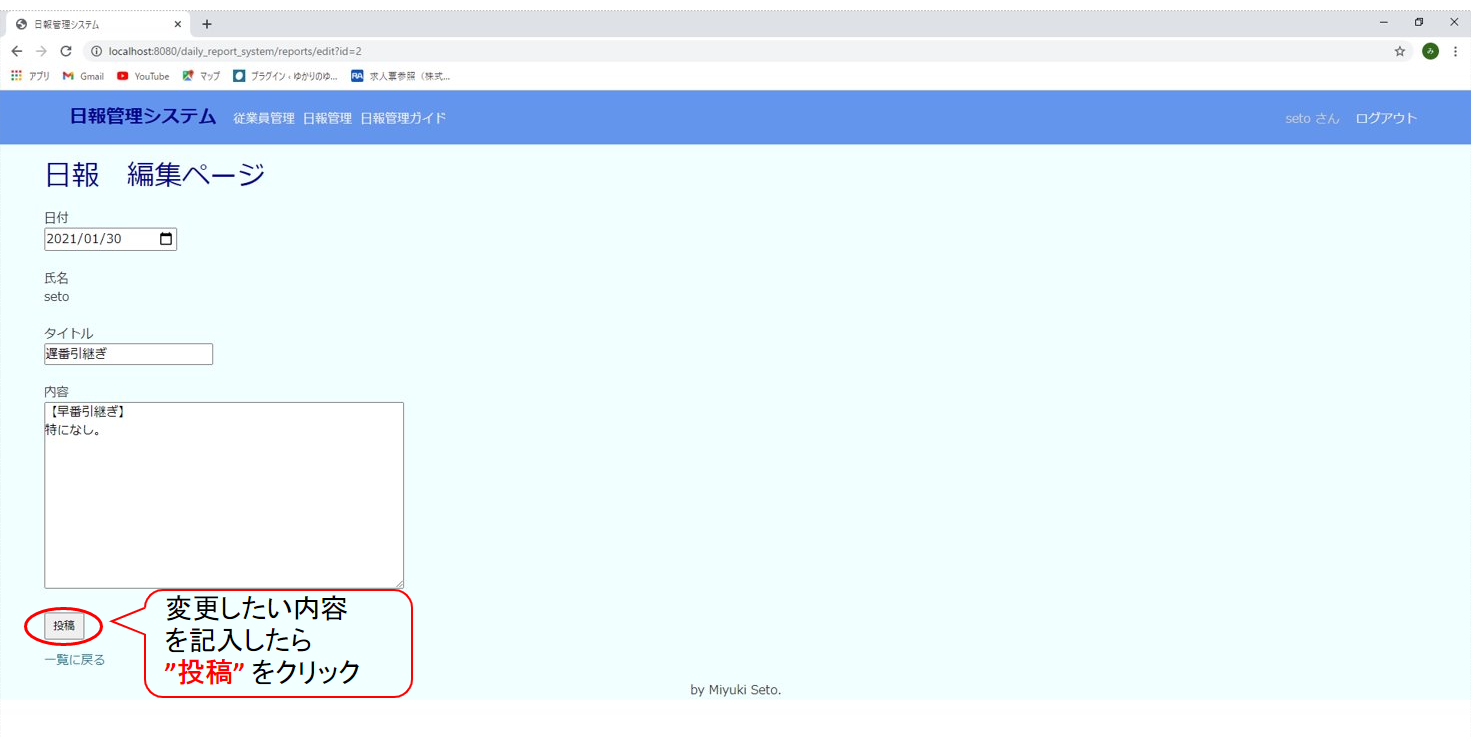 日報管理システム
localhost:8080/daily_report_system/reports/edit?id=2
み
アプリ Gmail YouTube マップ プラグイン ‹ ゆかりのゆ... RA 求人票参照（株式...
日報管理システム 従業員管理 日報管理 日報管理ガイド seto さん ログアウト
日報　編集ページ
日付
2021/01/30
氏名
seto
タイトル
遅番引継ぎ
内容
【早番引継ぎ】
特になし。
投稿
変更したい内容
を記入したら
”投稿” をクリック
一覧に戻る
by Miyuki Seto.